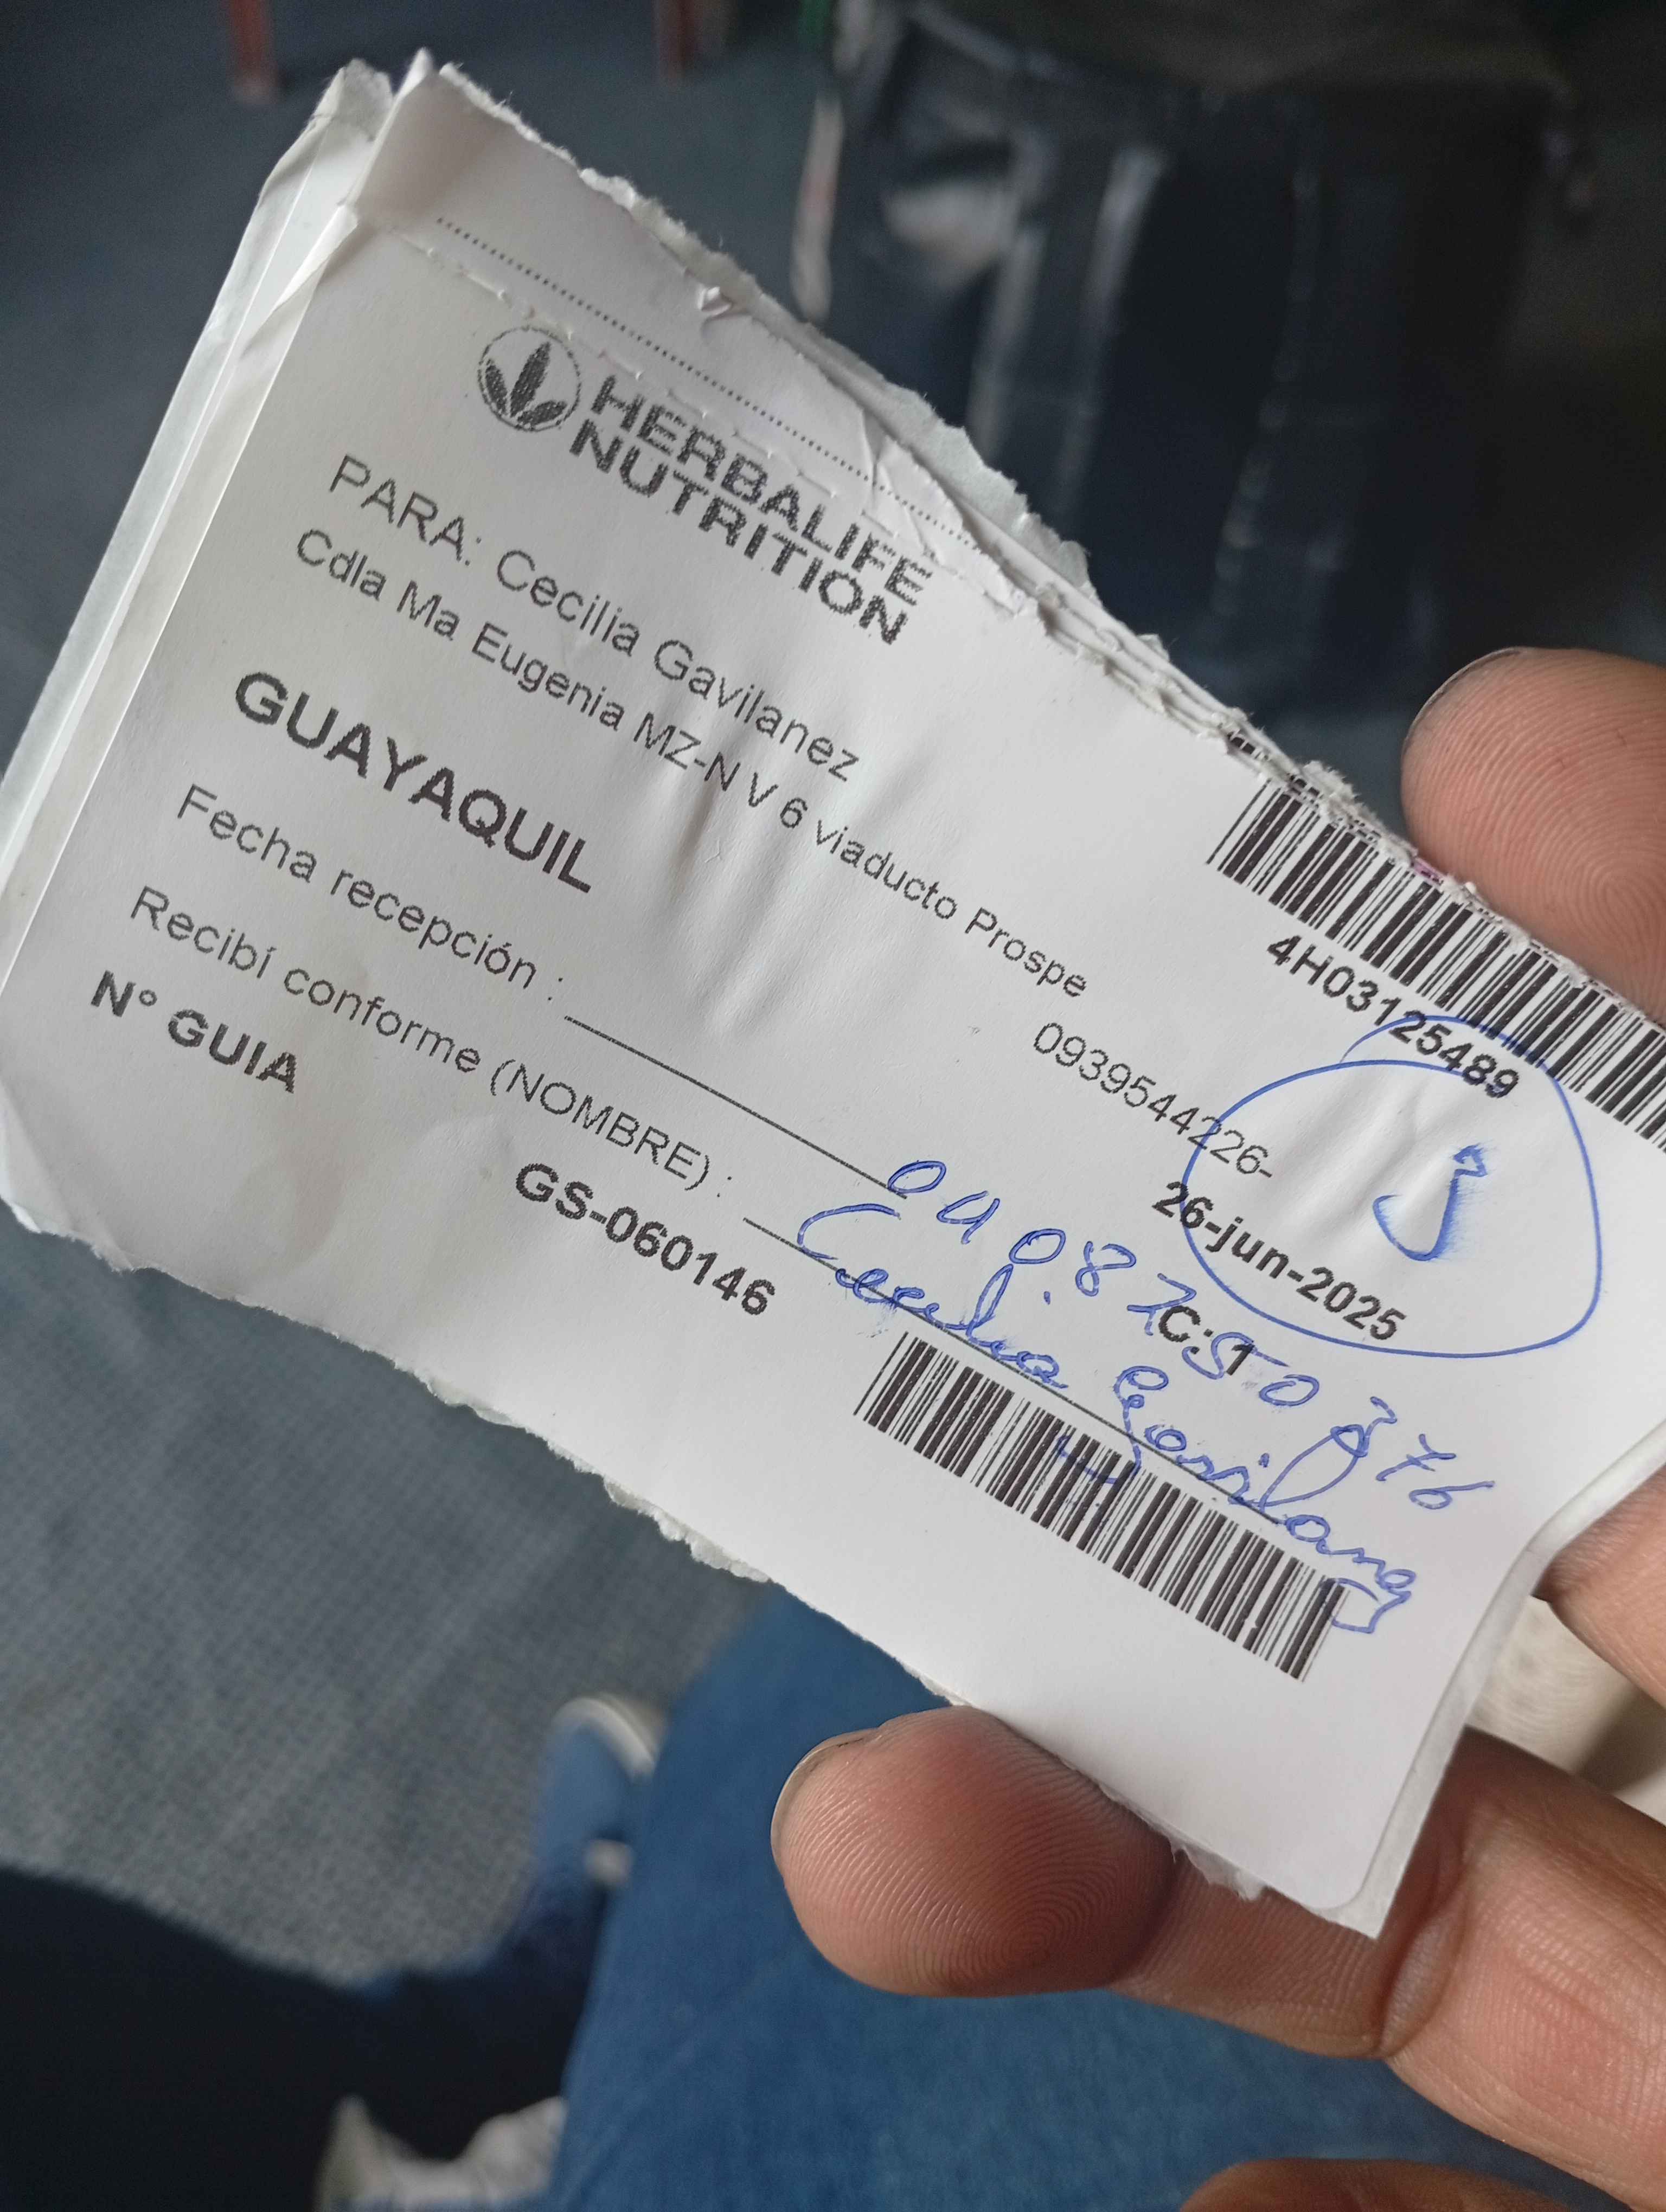 HERBALIFE
NUTRITION
PARA: Cecilia Gavilanez
Cdla Ma Eugenia MZ-N V 6 viaducto Prospe
4H03125489
0939544226-
GUAYAQUIL
26-jun-2025
Fecha recepción :
C:1
Recibí conforme (NOMBRE) :
Cecilia
N° GUIA
GS-060146